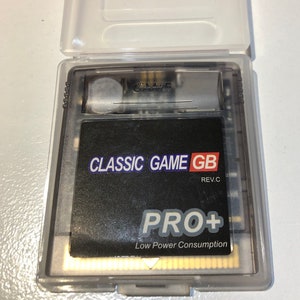 CLASSIC GAME GB
REV.C
PRO+
Low Power Consumption